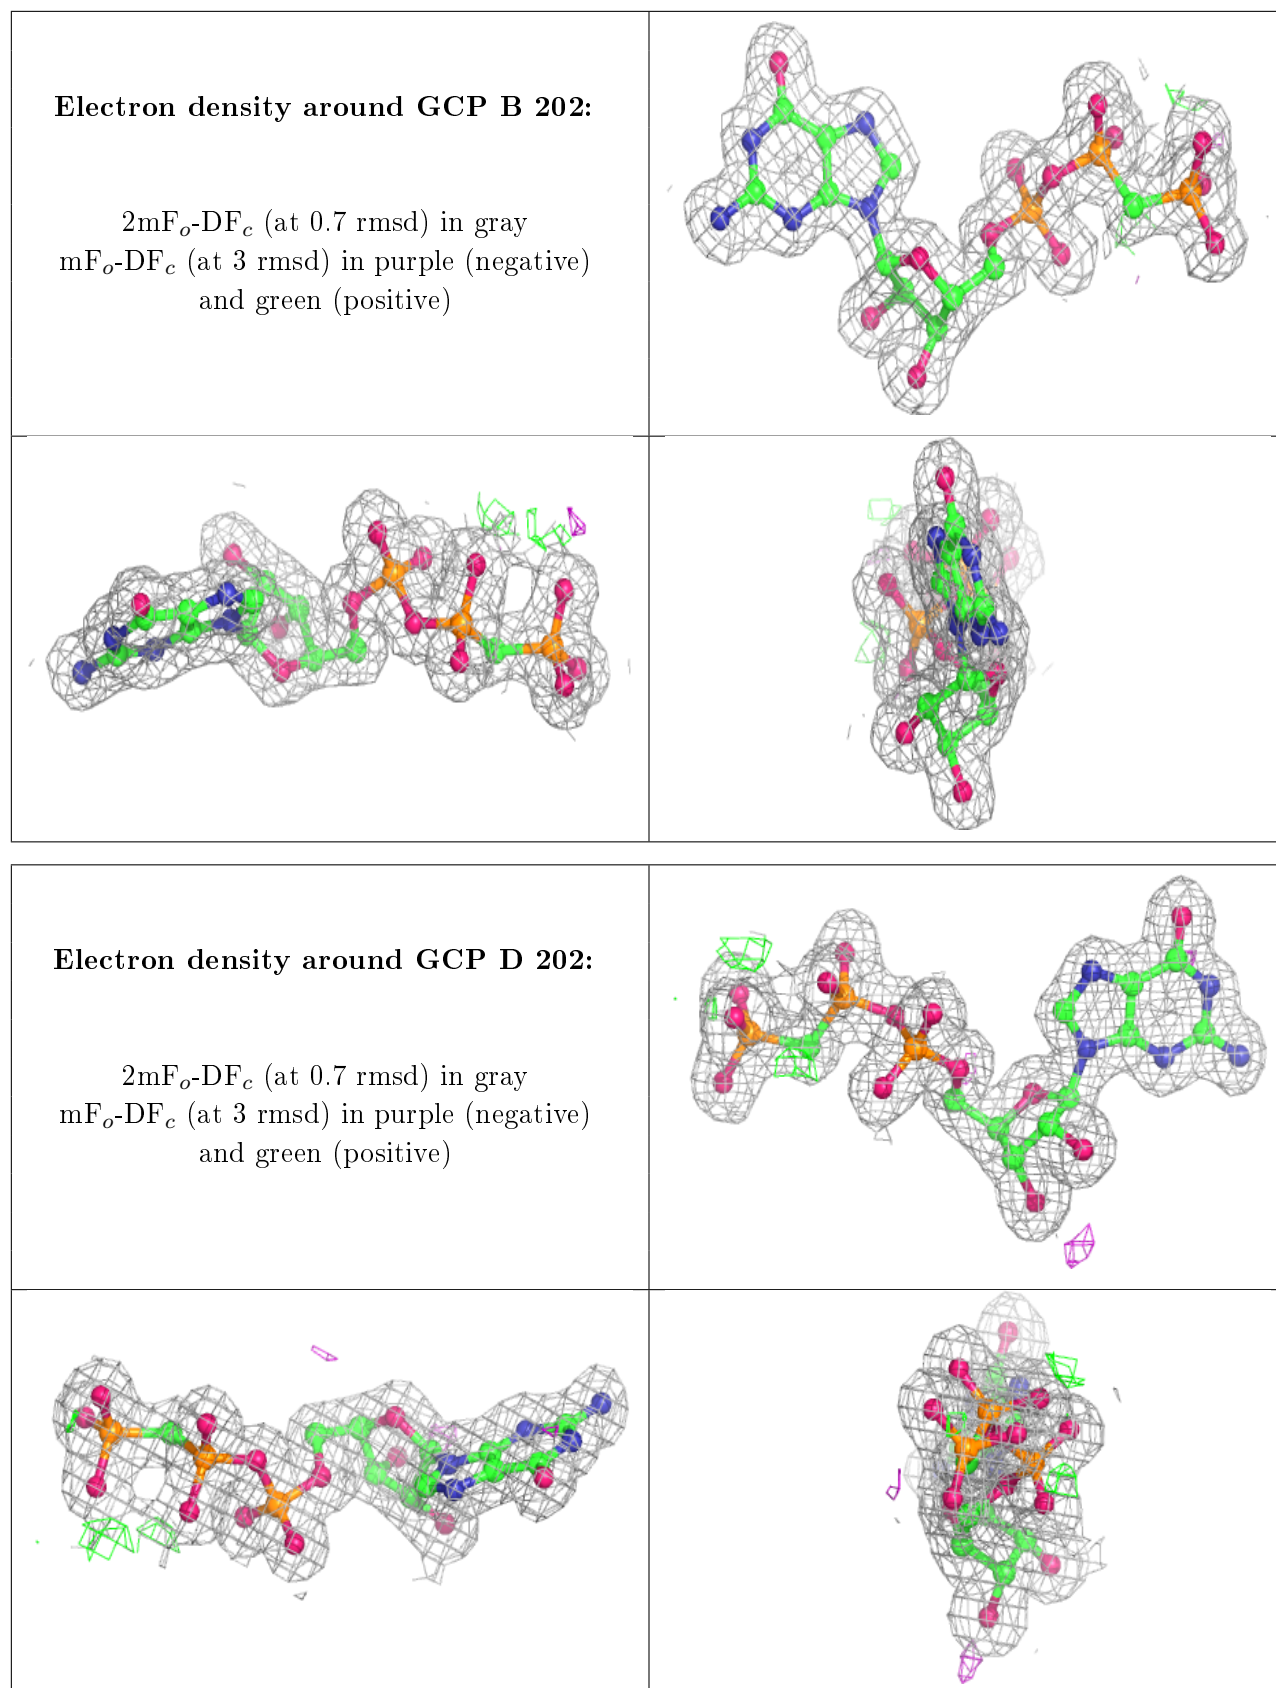 Electron density around GCP B 202:
2mFo-DFc (at 0.7 rmsd) in gray
mFo-DFc (at 3 rmsd) in purple (negative)
and green (positive)
Electron density around GCP D 202:
2mFo-DFc (at 0.7 rmsd) in gray
mFo-DFc (at 3 rmsd) in purple (negative)
and green (positive)